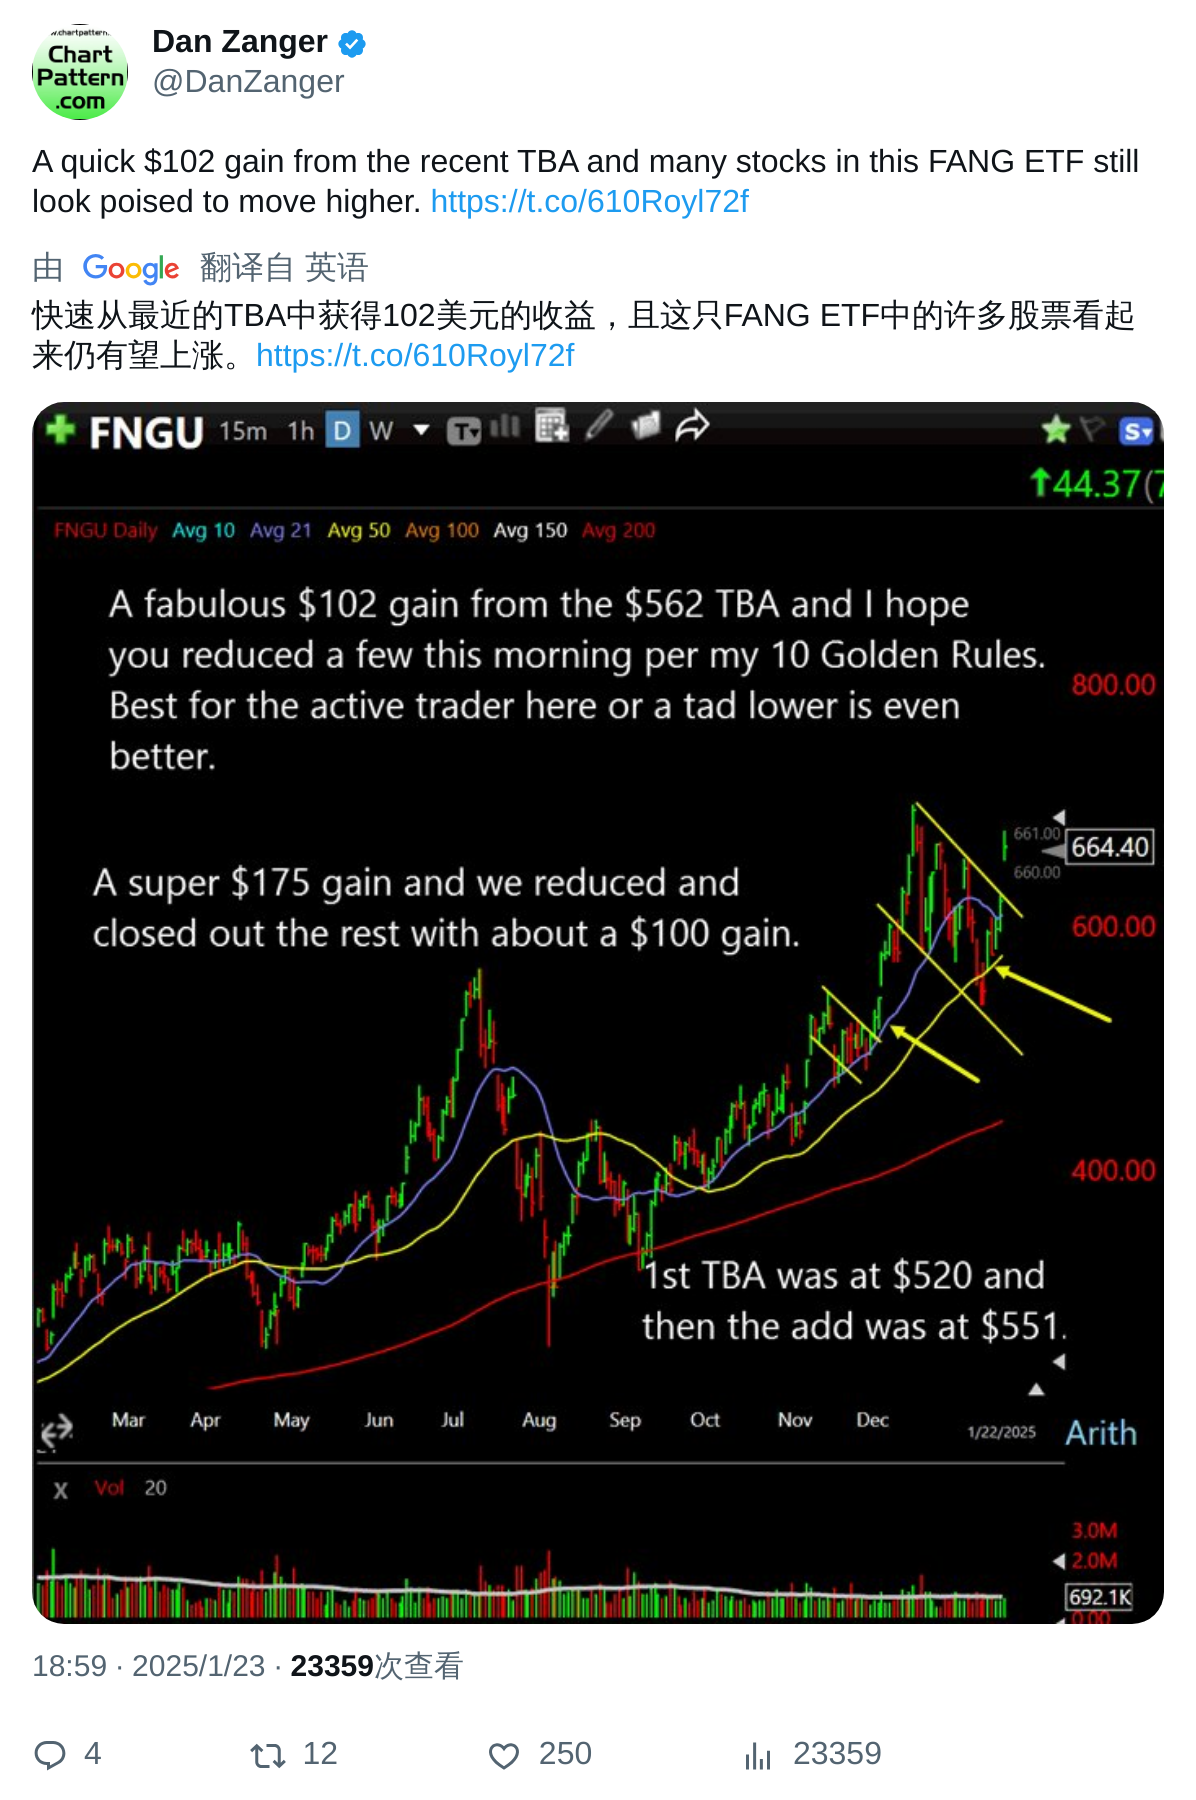 w.chartpattern.
Chart
Pattern
.com
Dan Zanger
@DanZanger
A quick $102 gain from the recent TBA and many stocks in this FANG ETF still
look poised to move higher. https://t.co/610Royl72f
由 Google 翻译自 英语
快速从最近的TBA中获得102美元的收益，且这只FANG ETF中的许多股票看起
来仍有望上涨。https://t.co/610Royl72f
FNGU 15m 1h D W T S
44.37(7
FNGU Daily Avg 10 Avg 21 Avg 50 Avg 100 Avg 150 Avg 200
A fabulous $102 gain from the $562 TBA and I hope
you reduced a few this morning per my 10 Golden Rules.
Best for the active trader here or a tad lower is even
better.
800.00
661.00
664.40
660.00
A super $175 gain and we reduced and
closed out the rest with about a $100 gain.
600.00
400.00
1st TBA was at $520 and
then the add was at $551.
Mar Apr May Jun Jul Aug Sep Oct Nov Dec 1/22/2025 Arith
X Vol 20
3.0M
2.0M
692.1K
0.00
18:59 · 2025/1/23 · 23359次查看
4 12 250 23359